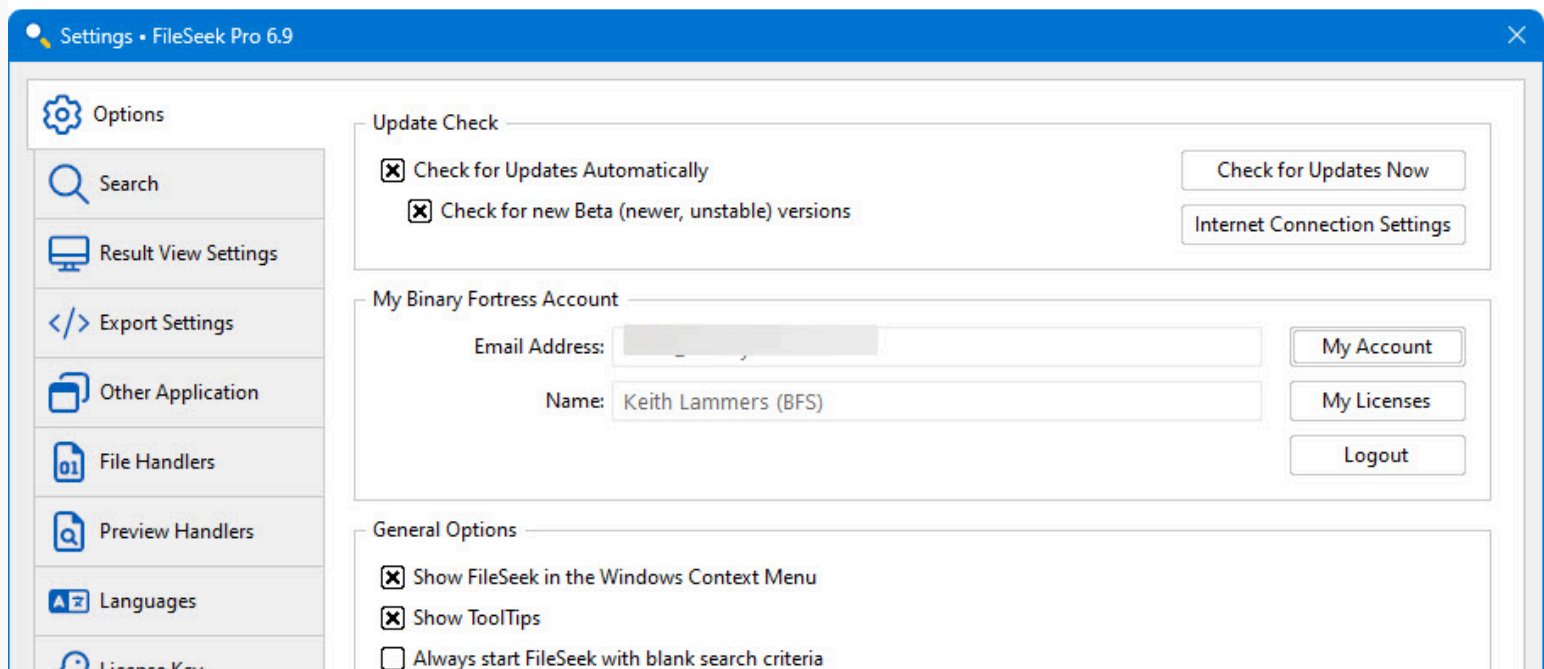 Settings • FileSeek Pro 6.9
Options
Search
Result View Settings
Export Settings
Other Application
File Handlers
Preview Handlers
Languages
License Key
Update Check
Check for Updates Automatically
Check for Updates Now
Check for new Beta (newer, unstable) versions
Internet Connection Settings
My Binary Fortress Account
Email Address:
My Account
Name: Keith Lammers (BFS)
My Licenses
Logout
General Options
Show FileSeek in the Windows Context Menu
Show ToolTips
Always start FileSeek with blank search criteria